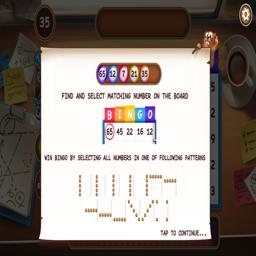 35
65 12 7 21 35
FIND AND SELECT MATCHING NUMBER ON THE BOARD
BINGO
65 45 22 16 12
WIN BINGO BY SELECTING ALL NUMBERS IN ONE OF FOLLOWING PATTERNS
TAP TO CONTINUE...